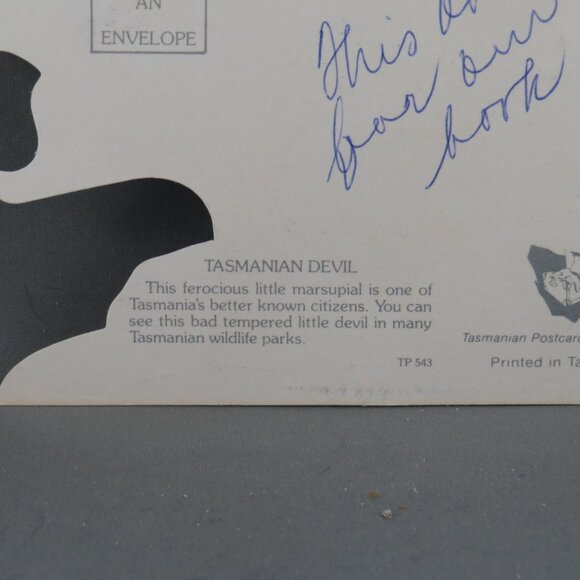 AN
ENVELOPE
This
for our
book
TASMANIAN DEVIL
This ferocious little marsupial is one of
Tasmania's better known citizens. You can
see this bad tempered little devil in many
Tasmanian wildlife parks.
TP 543
Tasmanian Postcard
Printed in Ta